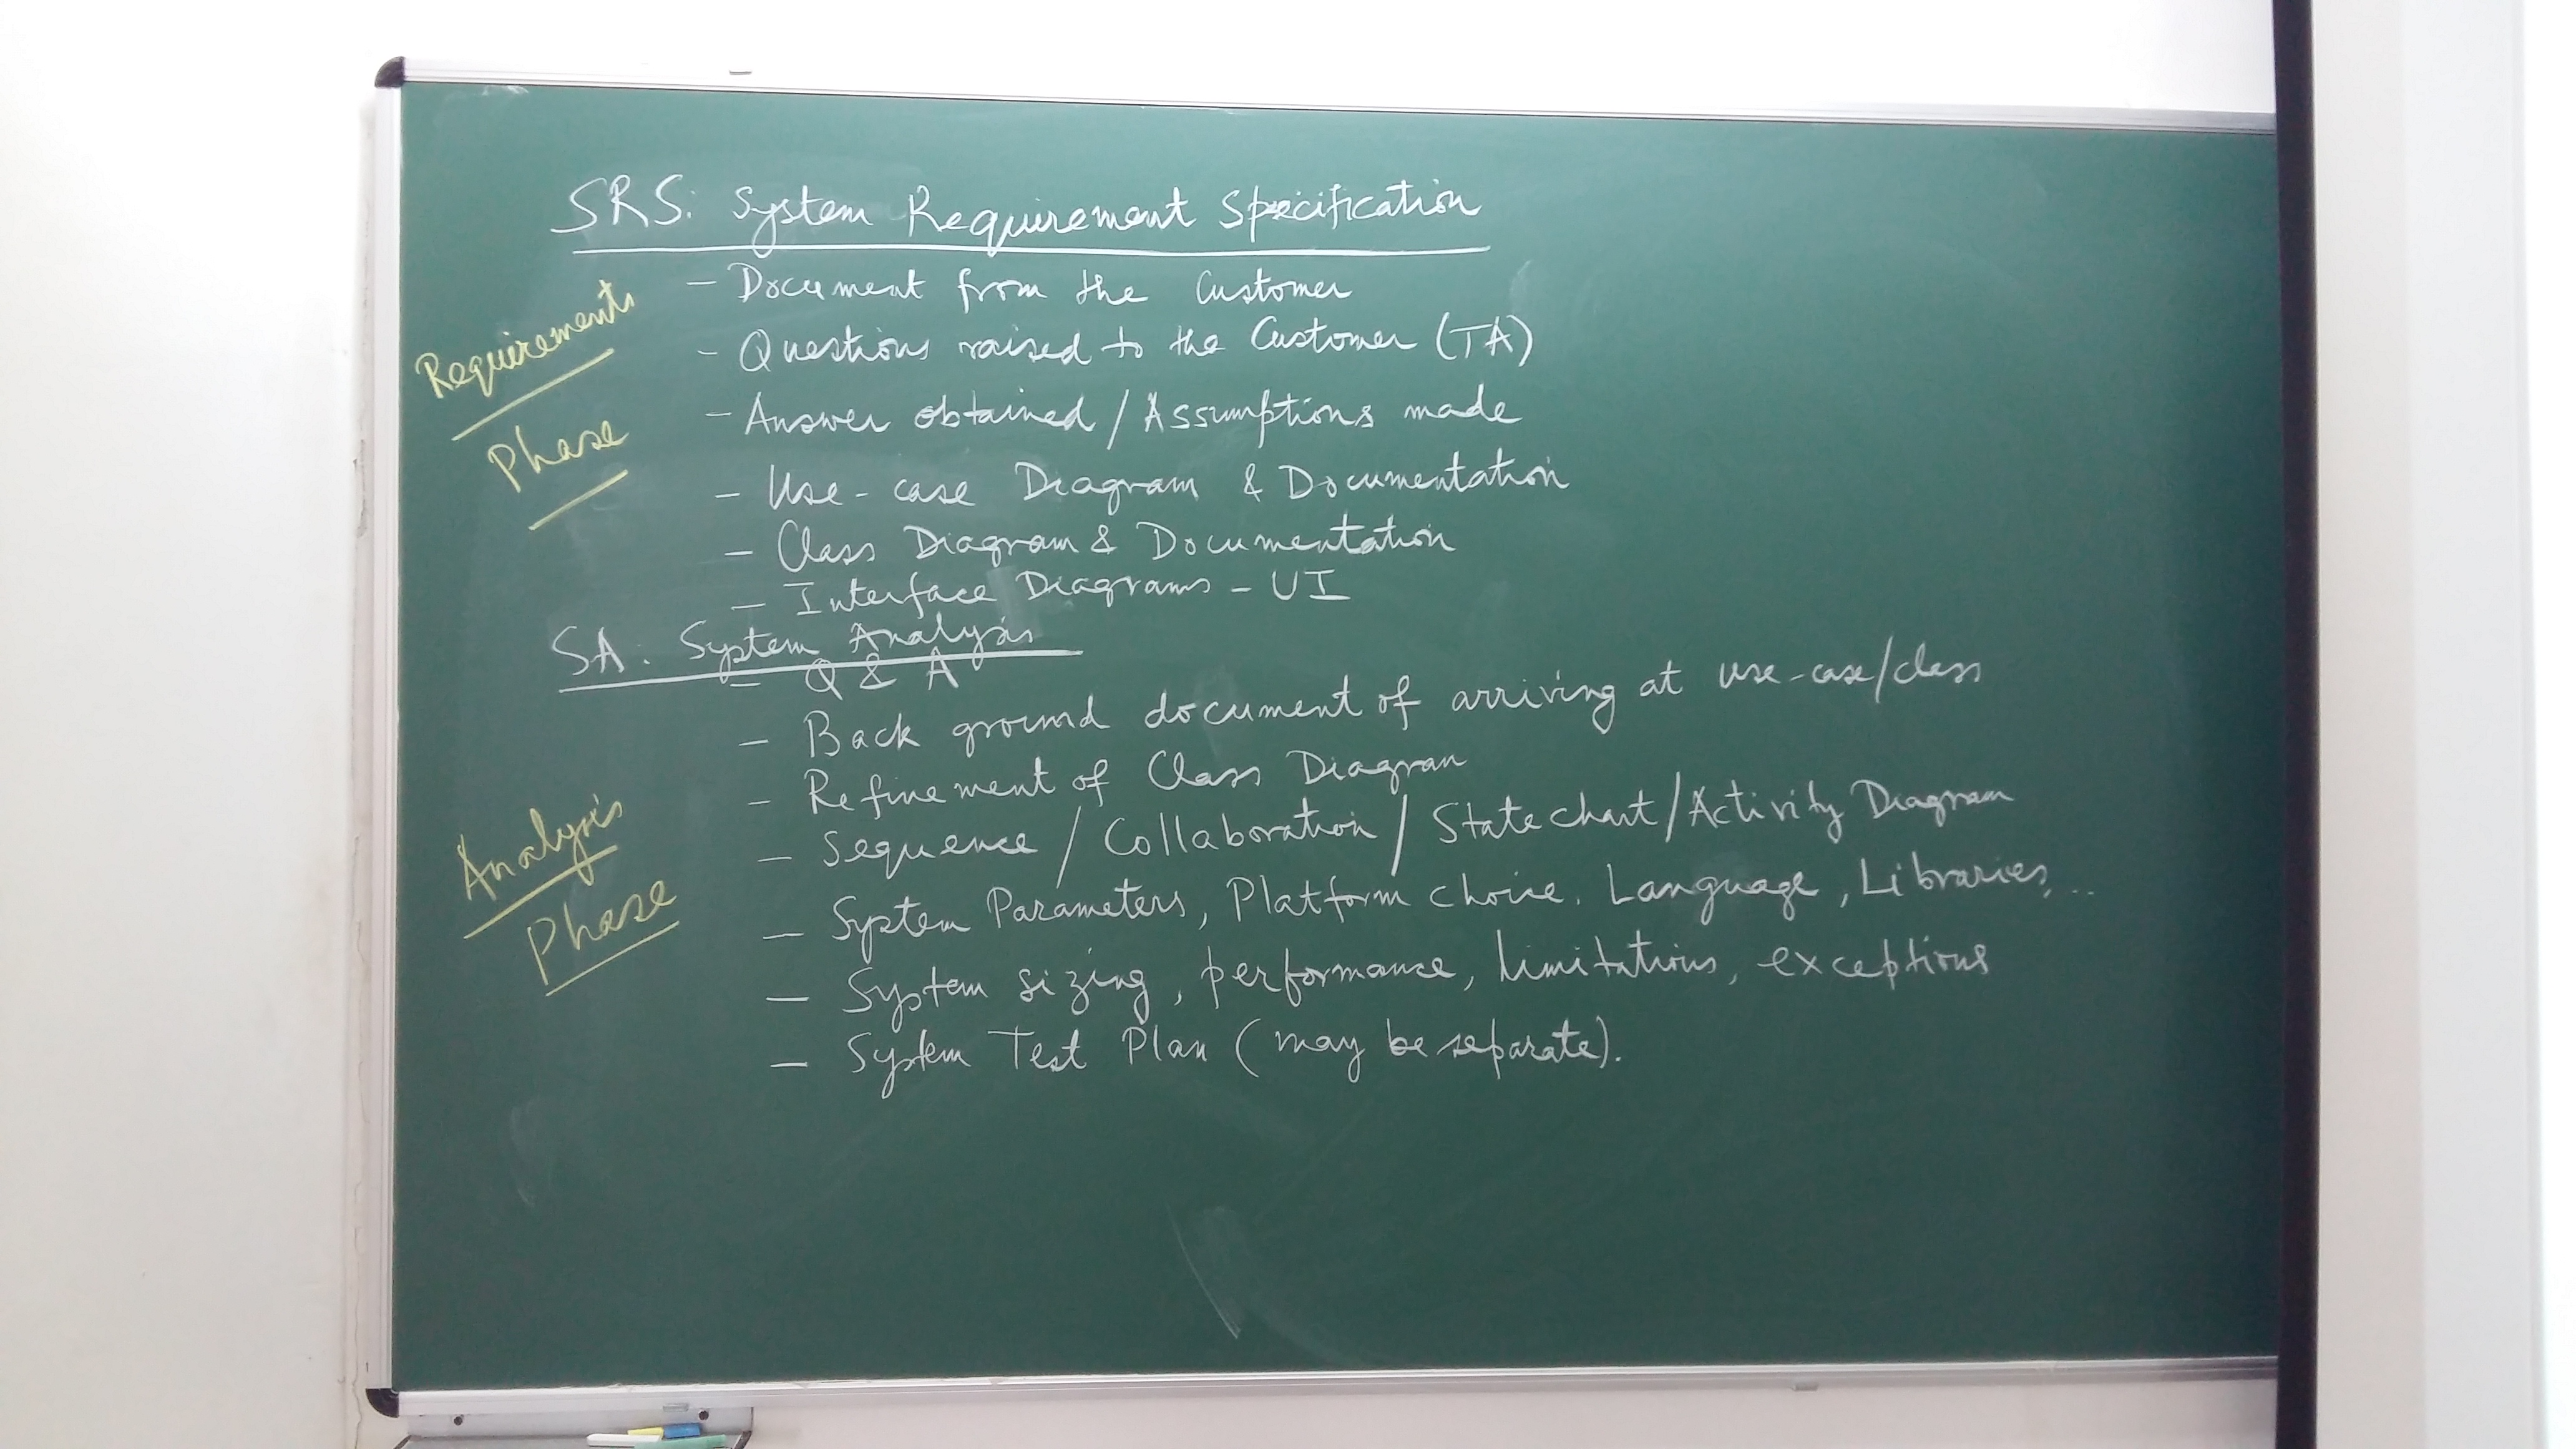 SRS: System Requirement Specification
- Document from the Customer
- Questions raised to the Customer (TA)
- Answer obtained / Assumptions made
- Use-case Diagram & Documentation
- Class Diagram & Documentation
- Interface Diagrams - UI
Requirements
Phase
SA. System Analysis
- Q & A
- Back ground document of arriving at use-case/class
- Refinement of Class Diagram
- Sequence / Collaboration / State chart / Activity Diagram
- System Parameters, Platform choice. Language, Libraries, ..
- System sizing, performance, limitations, exceptions
- System Test Plan (may be separate).
Analysis
Phase